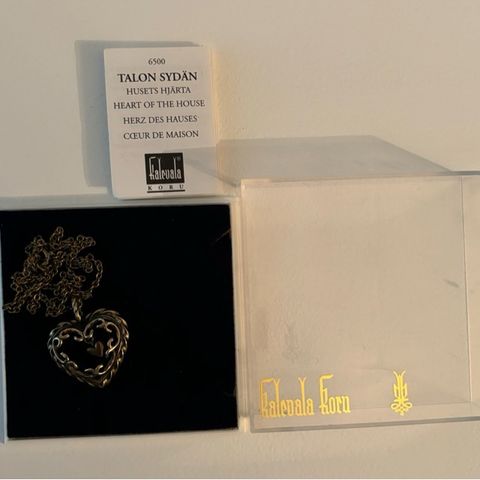 6500
TALON SYDÄN
HUSETS HJÄRTA
HEART OF THE HOUSE
HERZ DES HAUSES
CŒUR DE MAISON
Kalevala
KORU
Kalevala Koru